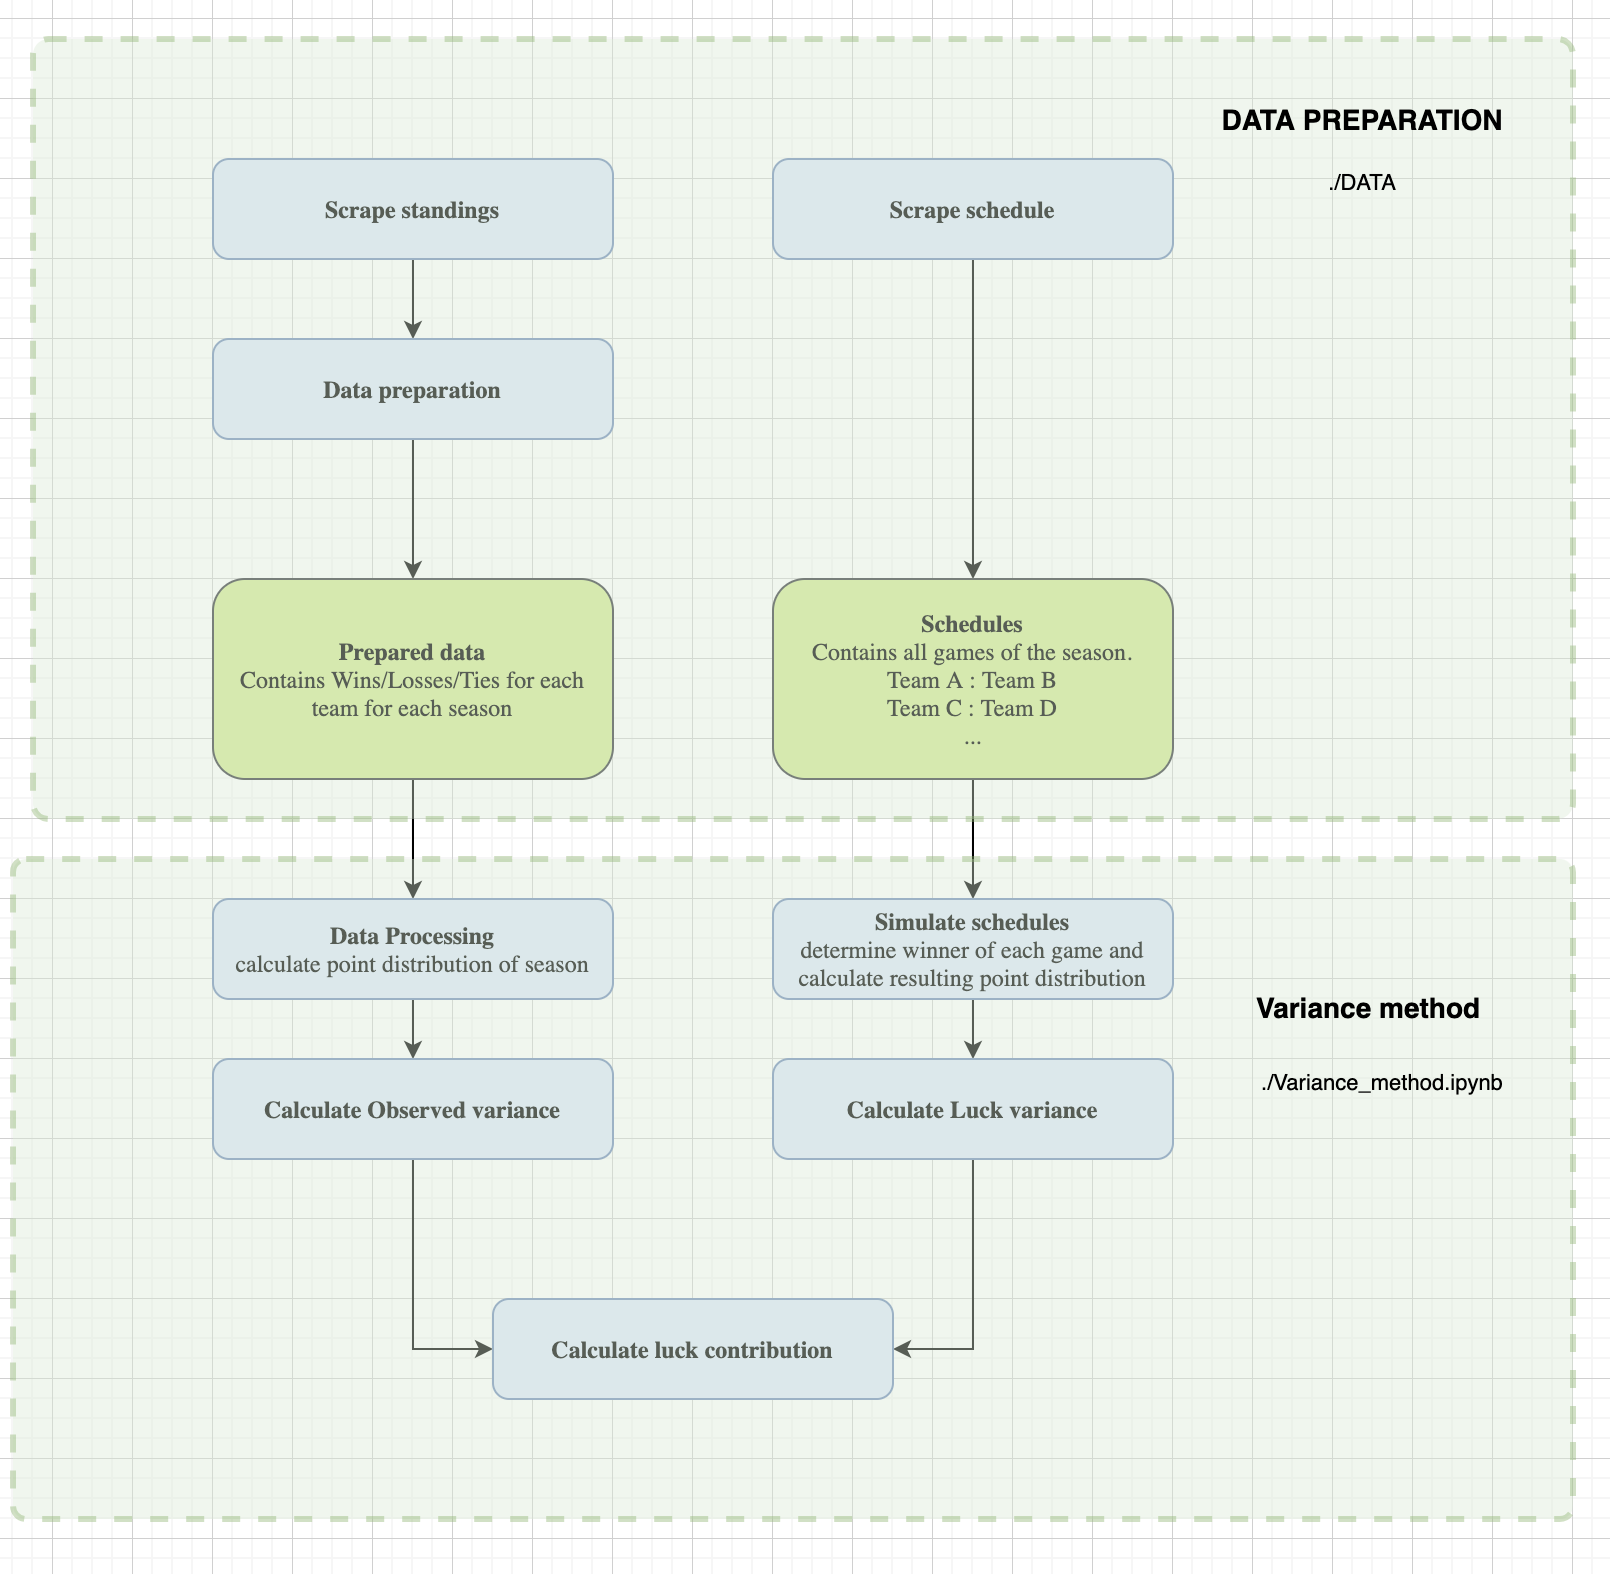 DATA PREPARATION
./DATA
Scrape standings
Scrape schedule
Data preparation
Prepared data
Contains Wins/Losses/Ties for each
team for each season
Schedules
Contains all games of the season.
Team A : Team B
Team C : Team D
...
Data Processing
calculate point distribution of season
Simulate schedules
determine winner of each game and
calculate resulting point distribution
Variance method
./Variance_method.ipynb
Calculate Observed variance
Calculate Luck variance
Calculate luck contribution